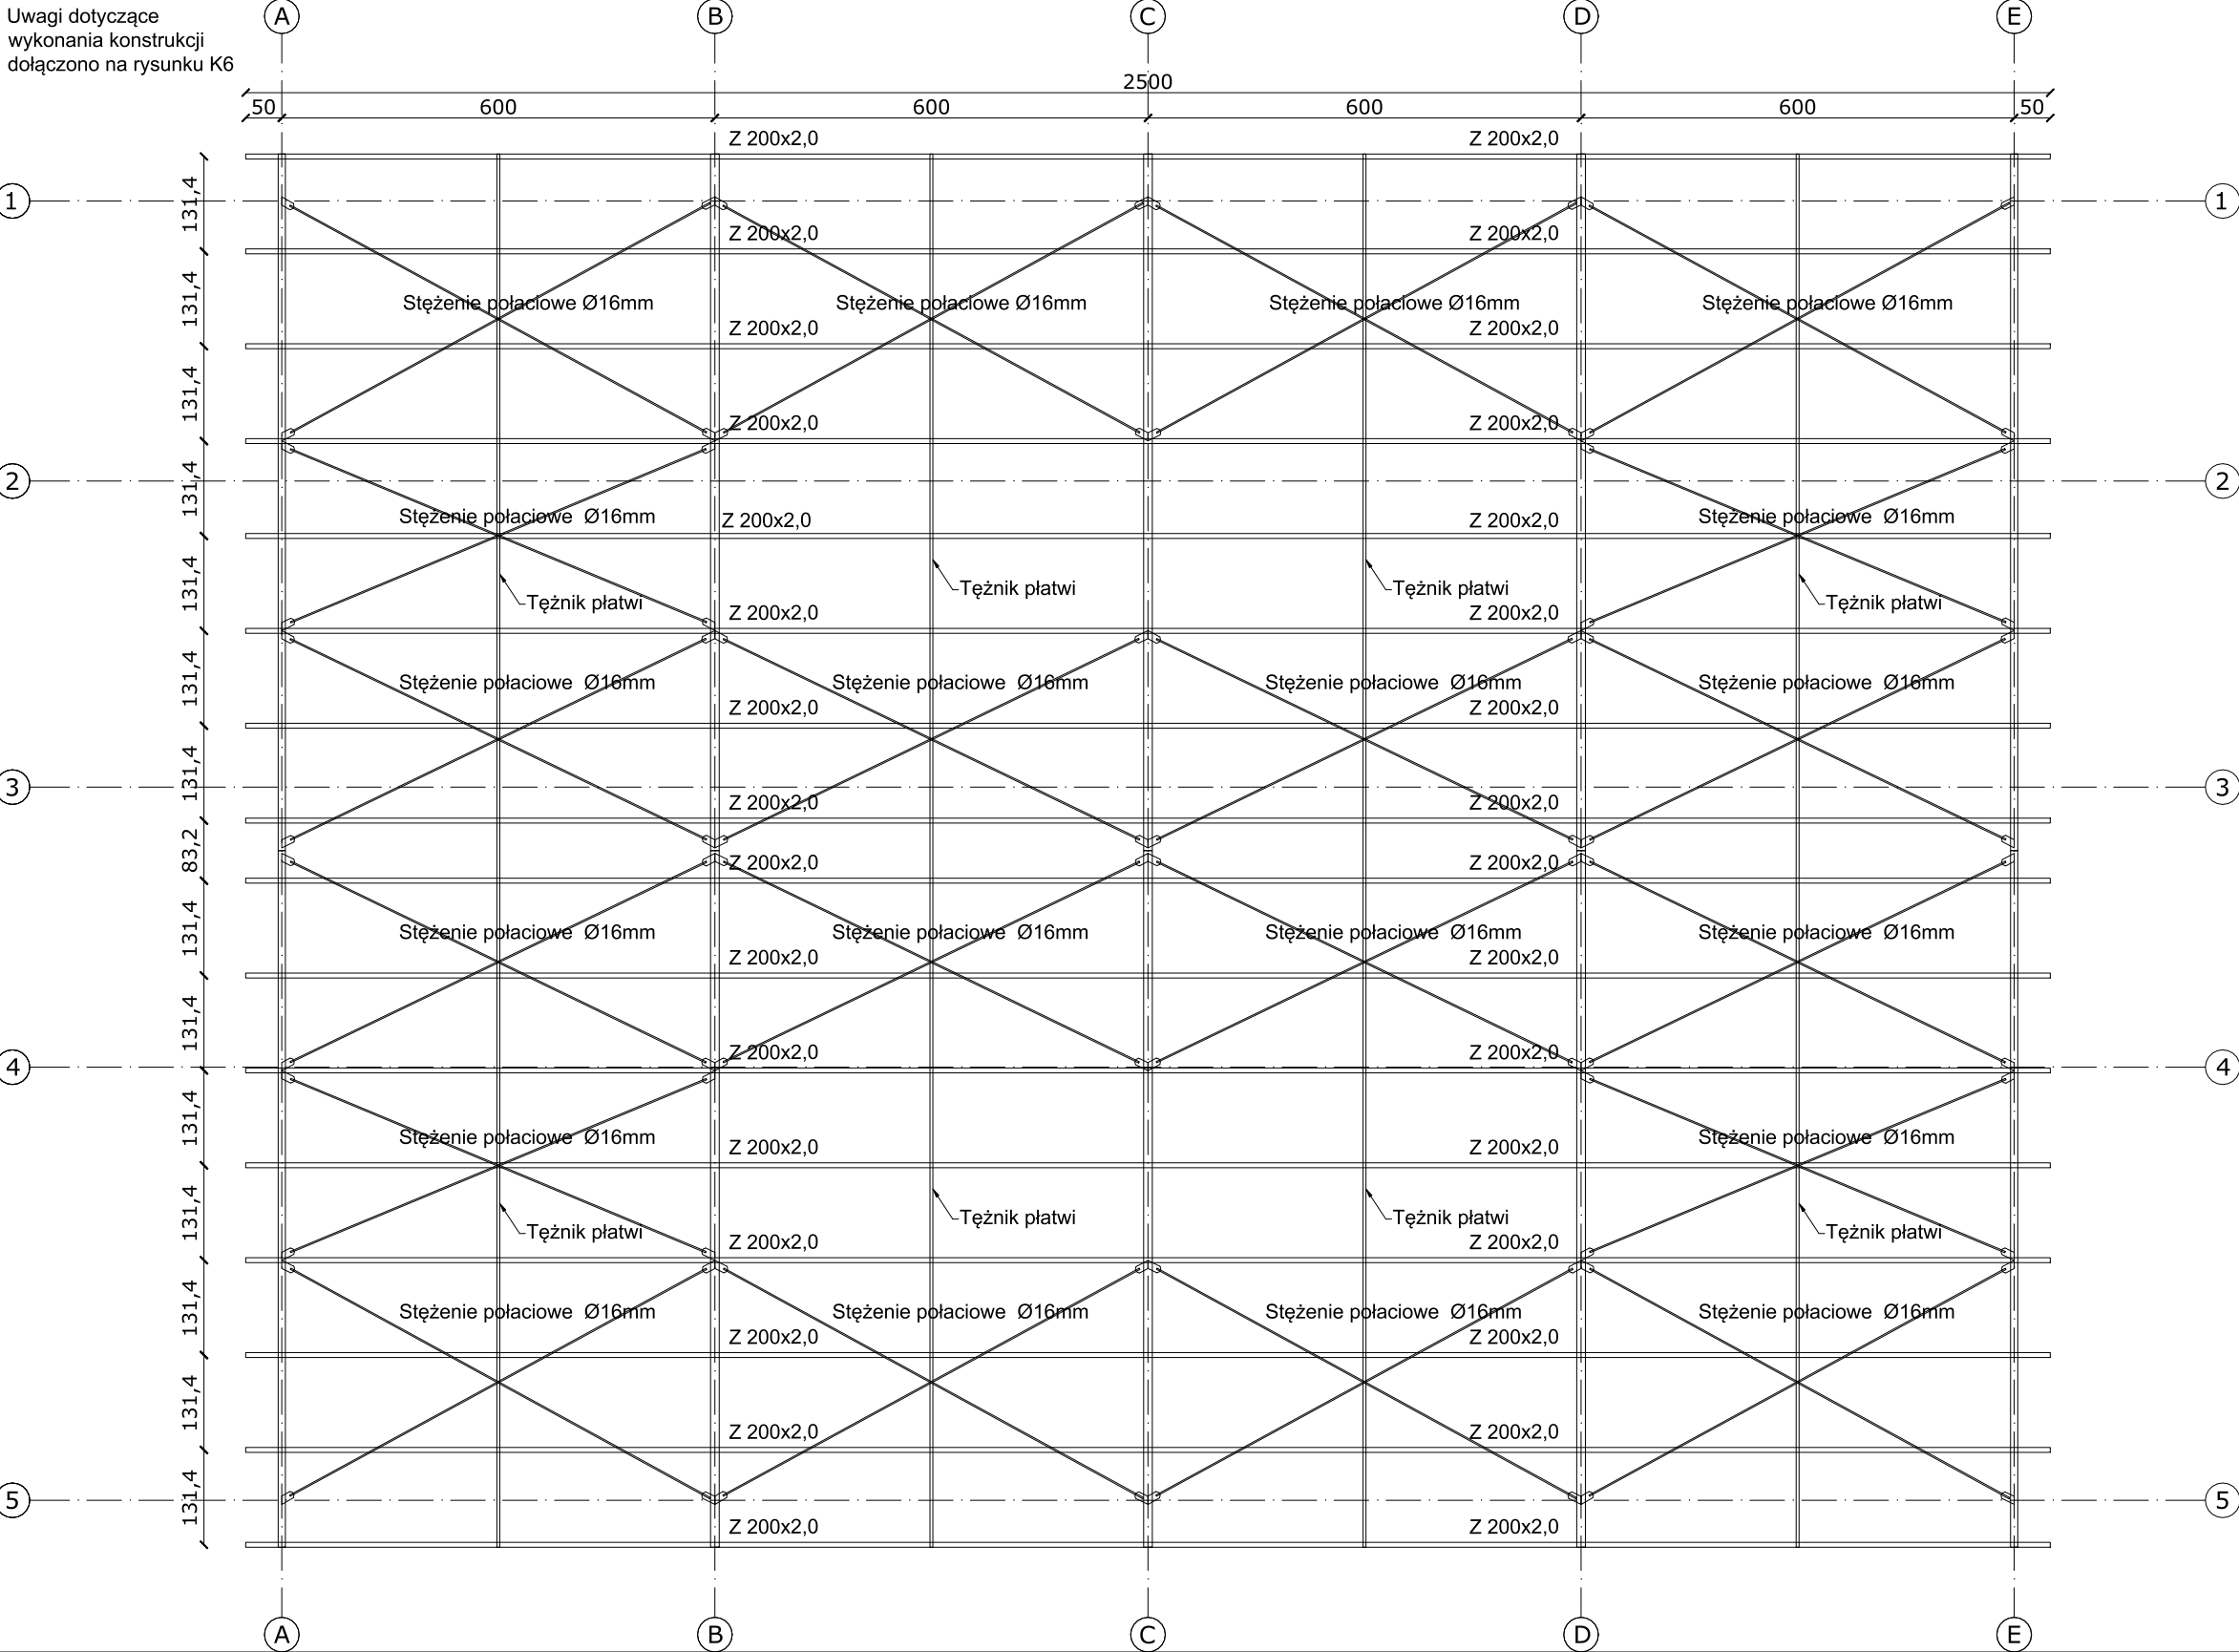 Uwagi dotyczące
wykonania konstrukcji
dołączono na rysunku K6
A B C D E
2500
50 600 600 600 600 50
Z 200x2,0 Z 200x2,0
131,4
1 1
Z 200x2,0 Z 200x2,0
131,4
Stężenie połaciowe Ø16mm Stężenie połaciowe Ø16mm Stężenie połaciowe Ø16mm Stężenie połaciowe Ø16mm
Z 200x2,0 Z 200x2,0
131,4
Z 200x2,0 Z 200x2,0
131,4
2 2
Stężenie połaciowe Ø16mm Z 200x2,0 Z 200x2,0 Stężenie połaciowe Ø16mm
131,4
Tężnik płatwi Tężnik płatwi Tężnik płatwi Tężnik płatwi
Z 200x2,0 Z 200x2,0
131,4
Stężenie połaciowe Ø16mm Stężenie połaciowe Ø16mm Stężenie połaciowe Ø16mm Stężenie połaciowe Ø16mm
Z 200x2,0 Z 200x2,0
131,4
3 3
Z 200x2,0 Z 200x2,0
83,2
Z 200x2,0 Z 200x2,0
131,4
Stężenie połaciowe Ø16mm Stężenie połaciowe Ø16mm Stężenie połaciowe Ø16mm Stężenie połaciowe Ø16mm
Z 200x2,0 Z 200x2,0
131,4
Z 200x2,0 Z 200x2,0
4 4
131,4
Stężenie połaciowe Ø16mm Z 200x2,0 Z 200x2,0 Stężenie połaciowe Ø16mm
131,4
Tężnik płatwi Tężnik płatwi Tężnik płatwi Tężnik płatwi
Z 200x2,0 Z 200x2,0
131,4
Stężenie połaciowe Ø16mm Stężenie połaciowe Ø16mm Stężenie połaciowe Ø16mm Stężenie połaciowe Ø16mm
Z 200x2,0 Z 200x2,0
131,4
Z 200x2,0 Z 200x2,0
131,4
5 5
Z 200x2,0 Z 200x2,0
A B C D E